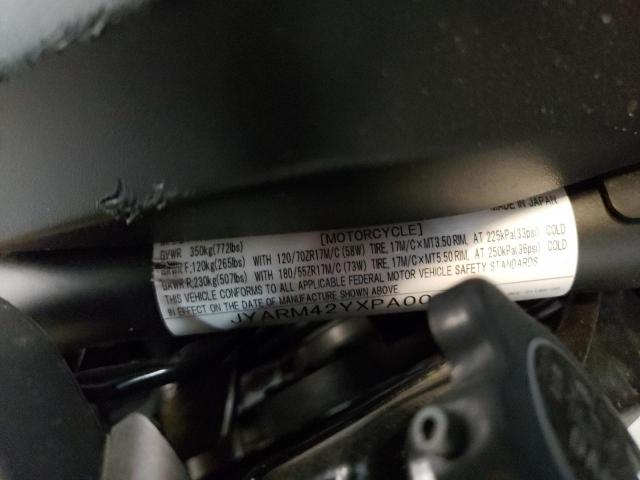 MADE IN JAPAN
[MOTORCYCLE]
GVWR 350kg(772lbs)
GAWR F:120kg(265lbs) WITH 120/70ZR17M/C (58W) TIRE, 17M/C×MT3.50 RIM, AT 225kPa(33psi) COLD
GAWR R:230kg(507lbs) WITH 180/55ZR17M/C (73W) TIRE, 17M/C×MT5.50 RIM, AT 250kPa(36psi) COLD
THIS VEHICLE CONFORMS TO ALL APPLICABLE FEDERAL MOTOR VEHICLE SAFETY STANDARDS
IN EFFECT ON THE DATE OF MANUFACTURE SHOWN
JYARM42YXPA00